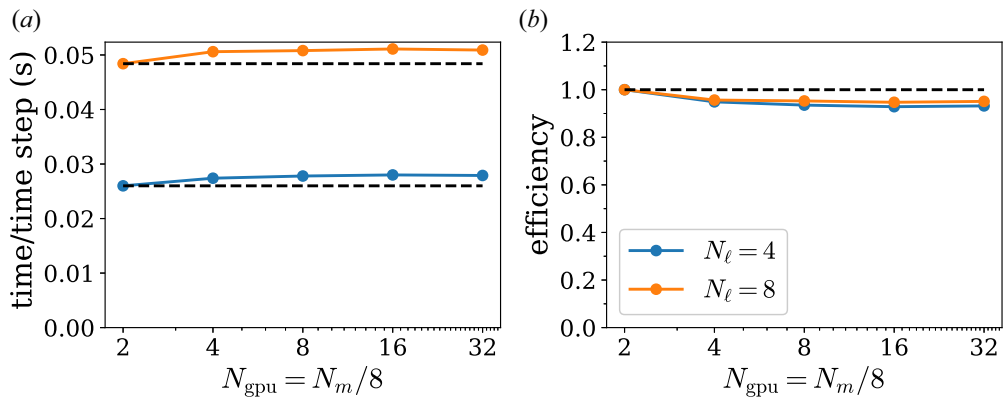 (a)
time/time step (s)
0.05
0.04
0.03
0.02
0.01
0.00
2 4 8 16 32
N_gpu = N_m/8
(b)
efficiency
1.2
1.0
0.8
0.6
0.4
0.2
0.0
N_ℓ = 4
N_ℓ = 8
2 4 8 16 32
N_gpu = N_m/8